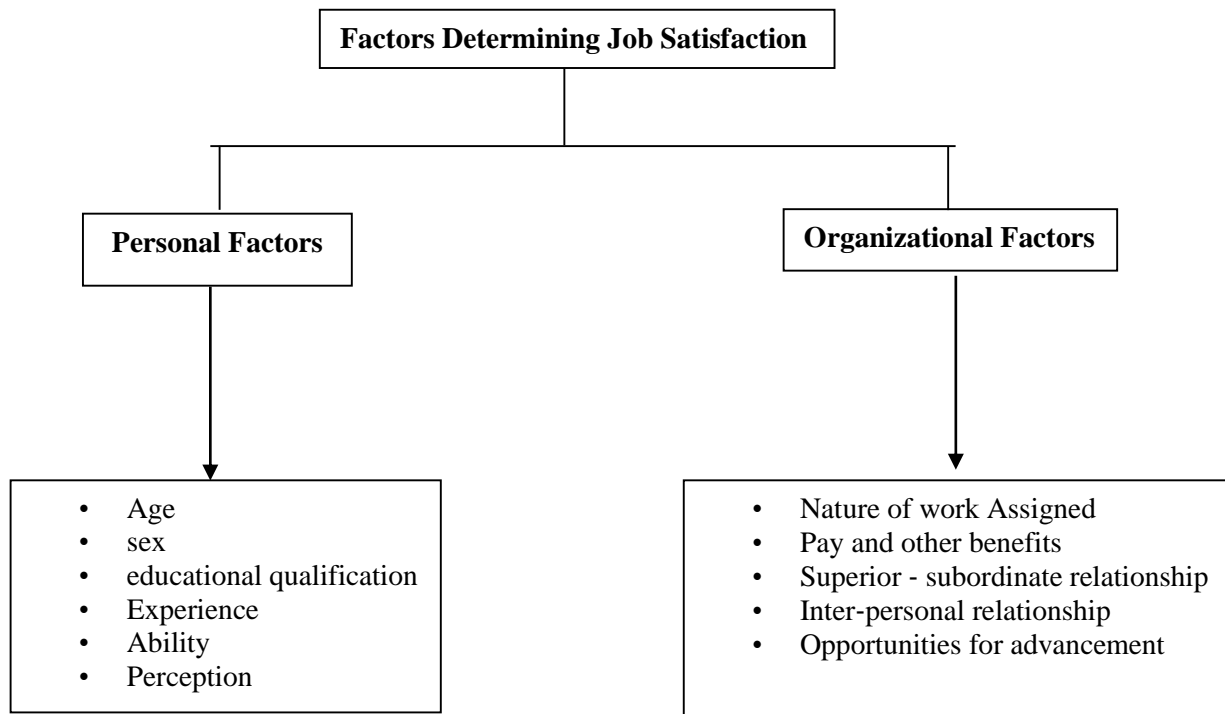 Factors Determining Job Satisfaction
Personal Factors
Organizational Factors
• Age
• sex
• educational qualification
• Experience
• Ability
• Perception
• Nature of work Assigned
• Pay and other benefits
• Superior - subordinate relationship
• Inter-personal relationship
• Opportunities for advancement